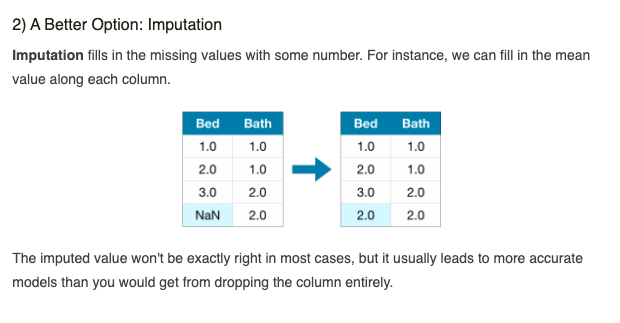 2) A Better Option: Imputation
Imputation fills in the missing values with some number. For instance, we can fill in the mean
value along each column.
Bed Bath Bed Bath
1.0 1.0 1.0 1.0
2.0 1.0 2.0 1.0
3.0 2.0 3.0 2.0
NaN 2.0 2.0 2.0
The imputed value won't be exactly right in most cases, but it usually leads to more accurate
models than you would get from dropping the column entirely.